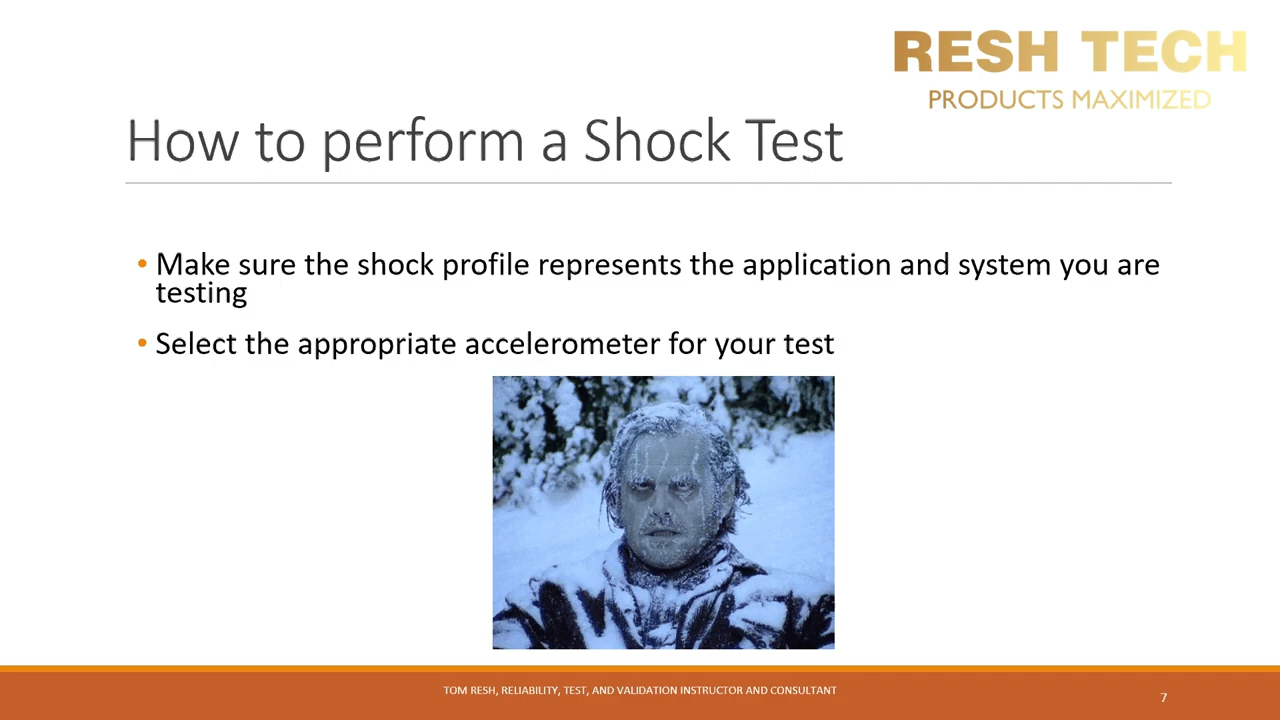 RESH TECH
PRODUCTS MAXIMIZED
How to perform a Shock Test
• Make sure the shock profile represents the application and system you are
testing
• Select the appropriate accelerometer for your test
TOM RESH, RELIABILITY, TEST, AND VALIDATION INSTRUCTOR AND CONSULTANT
7